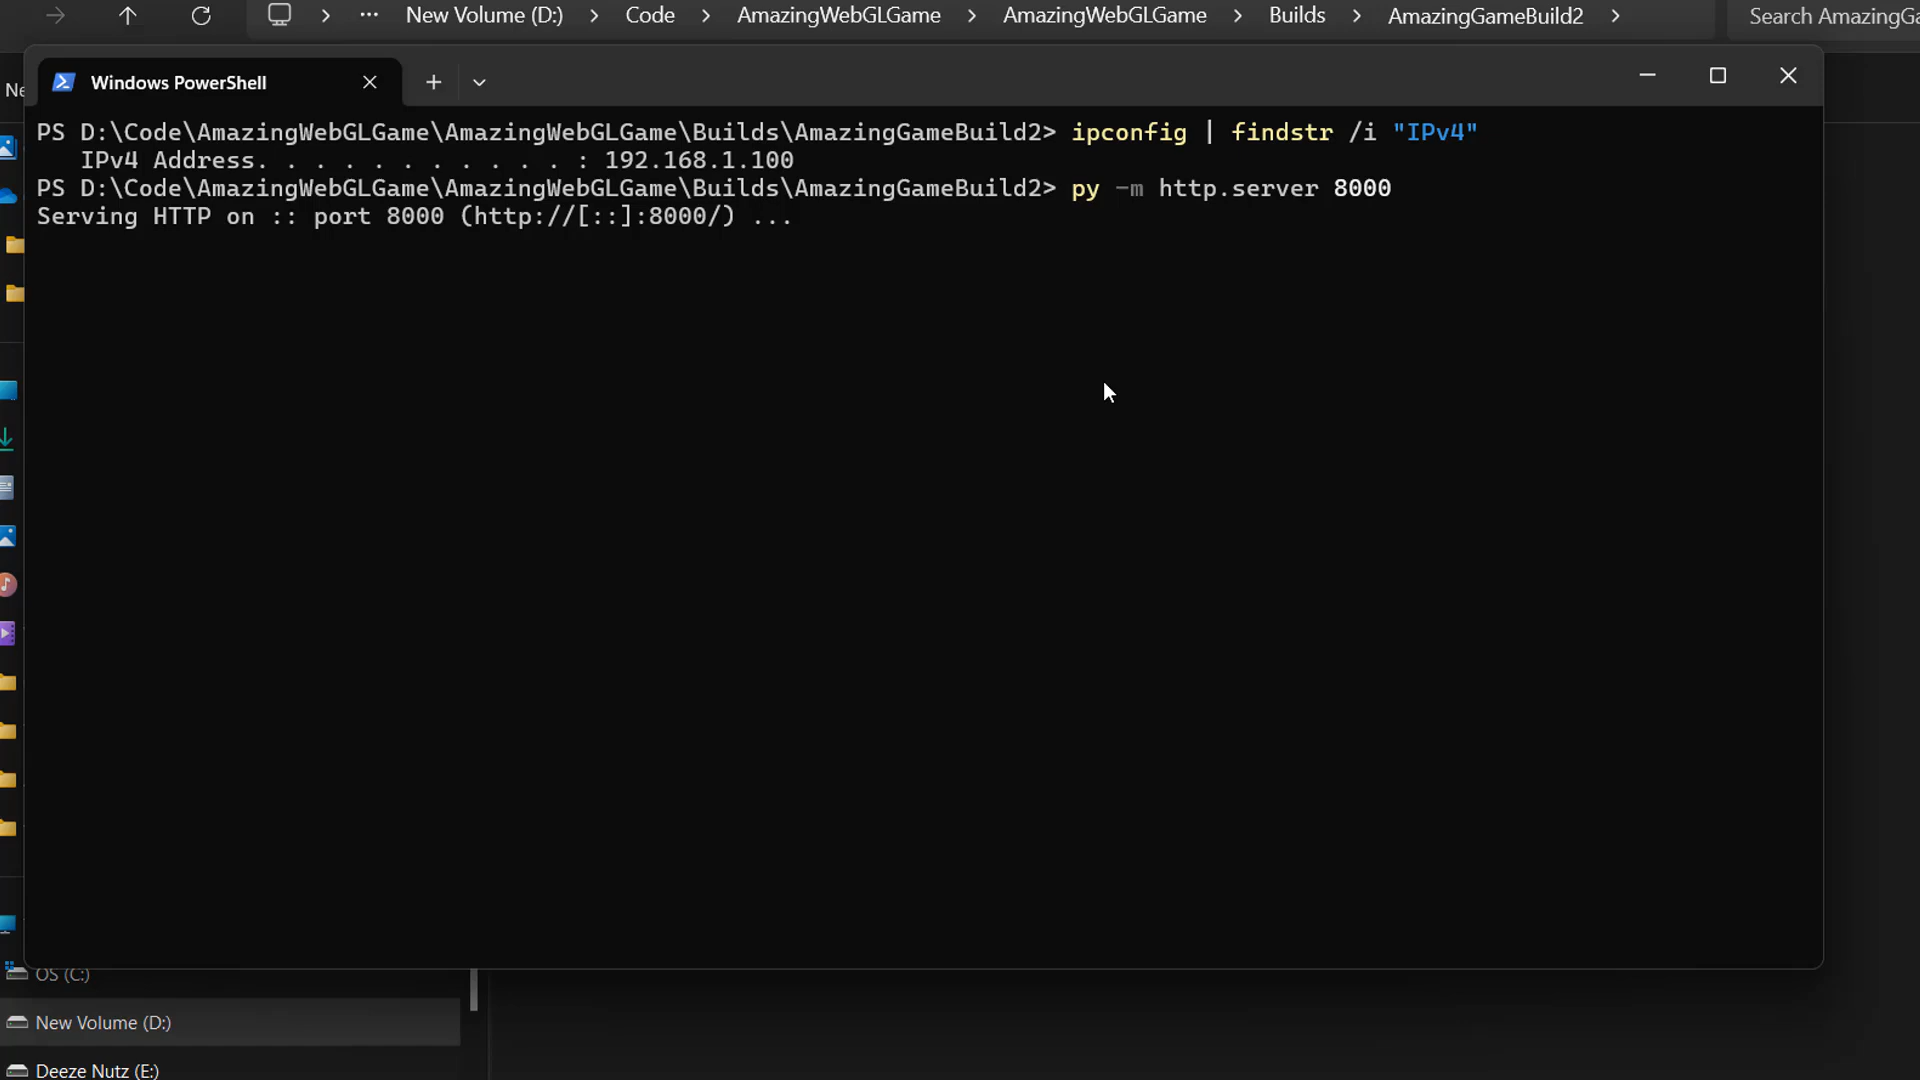 New Volume (D:) > Code > AmazingWebGLGame > AmazingWebGLGame > Builds > AmazingGameBuild2 >
Search
Windows PowerShell
PS D:\Code\AmazingWebGLGame\AmazingWebGLGame\Builds\AmazingGameBuild2> ipconfig | findstr /i "IPv4"
IPv4 Address. . . . . . . . . . . : 192.168.1.100
PS D:\Code\AmazingWebGLGame\AmazingWebGLGame\Builds\AmazingGameBuild2> py -m http.server 8000
Serving HTTP on :: port 8000 (http://[::]:8000/) ...
OS (C:)
New Volume (D:)
Deeze Nutz (E:)